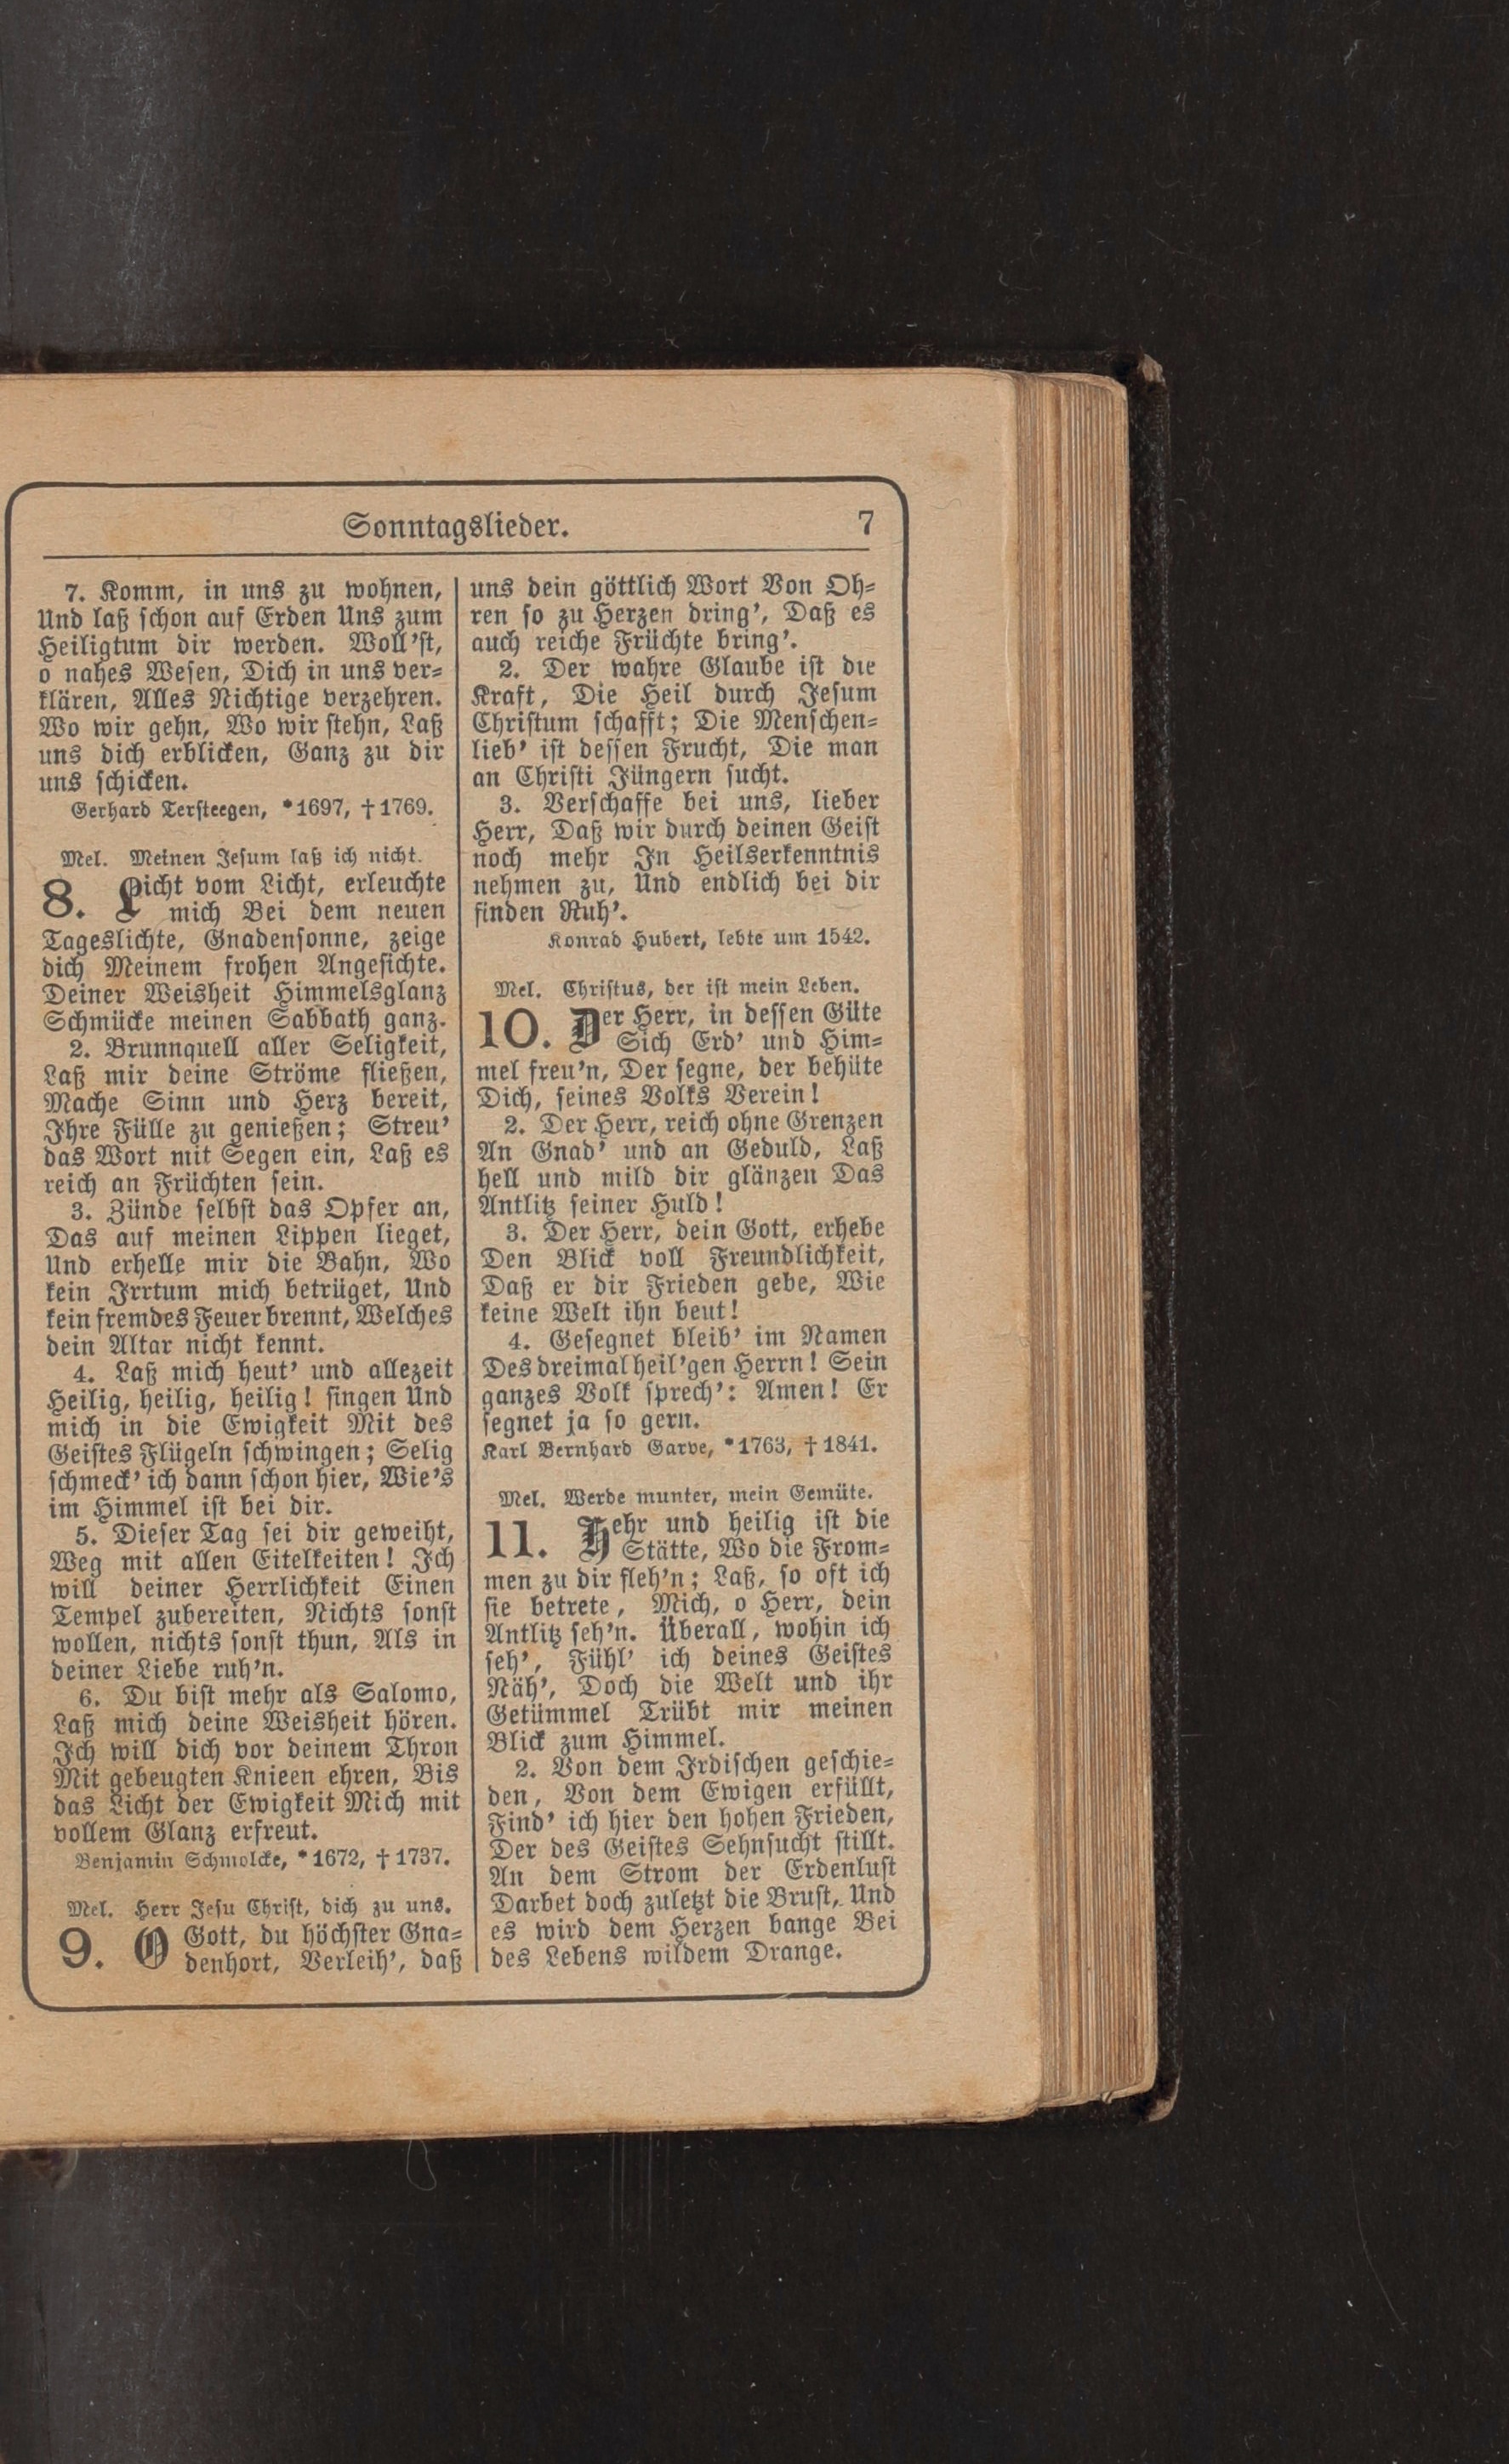 Sonntagslieder. 7
7. Komm, in uns zu wohnen,
Und laß schon auf Erden Uns zum
Heiligtum dir werden. Woll'st,
o nahes Wesen, Dich in uns ver-
klären, Alles Nichtige verzehren.
Wo wir gehn, Wo wir stehn, Laß
uns dich erblicken, Ganz zu dir
uns schicken.
Gerhard Tersteegen, *1697, †1769.
Mel. Meinen Jesum laß ich nicht.
8. Licht vom Licht, erleuchte
mich Bei dem neuen
Tageslichte, Gnadensonne, zeige
dich Meinem frohen Angesichte.
Deiner Weisheit Himmelsglanz
Schmücke meinen Sabbath ganz.
2. Brunnquell aller Seligkeit,
Laß mir deine Ströme fließen,
Mache Sinn und Herz bereit,
Ihre Fülle zu genießen; Streu'
das Wort mit Segen ein, Laß es
reich an Früchten sein.
3. Zünde selbst das Opfer an,
Das auf meinen Lippen lieget,
Und erhelle mir die Bahn, Wo
kein Irrtum mich betrüget, Und
kein fremdes Feuer brennt, Welches
dein Altar nicht kennt.
4. Laß mich heut' und allezeit
Heilig, heilig, heilig! singen Und
mich in die Ewigkeit Mit des
Geistes Flügeln schwingen; Selig
schmeck' ich dann schon hier, Wie's
im Himmel ist bei dir.
5. Dieser Tag sei dir geweiht,
Weg mit allen Eitelkeiten! Ich
will deiner Herrlichkeit Einen
Tempel zubereiten, Nichts sonst
wollen, nichts sonst thun, Als in
deiner Liebe ruh'n.
6. Du bist mehr als Salomo,
Laß mich deine Weisheit hören.
Ich will dich vor deinem Thron
Mit gebeugten Knieen ehren, Bis
das Licht der Ewigkeit Mich mit
vollem Glanz erfreut.
Benjamin Schmolcke, *1672, †1737.
Mel. Herr Jesu Christ, dich zu uns.
9. O Gott, du höchster Gna-
denhort, Verleih', daß
uns dein göttlich Wort Von Oh-
ren so zu Herzen dring', Daß es
auch reiche Früchte bring'.
2. Der wahre Glaube ist die
Kraft, Die Heil durch Jesum
Christum schafft; Die Menschen-
lieb' ist dessen Frucht, Die man
an Christi Jüngern sucht.
3. Verschaffe bei uns, lieber
Herr, Daß wir durch deinen Geist
noch mehr In Heilserkenntnis
nehmen zu, Und endlich bei dir
finden Ruh'.
Konrad Hubert, lebte um 1542.
Mel. Christus, der ist mein Leben.
10. Der Herr, in dessen Güte
Sich Erd' und Him-
mel freu'n, Der segne, der behüte
Dich, seines Volks Verein!
2. Der Herr, reich ohne Grenzen
An Gnad' und an Geduld, Laß
hell und mild dir glänzen Das
Antlitz seiner Huld!
3. Der Herr, dein Gott, erhebe
Den Blick voll Freundlichkeit,
Daß er dir Frieden gebe, Wie
keine Welt ihn beut!
4. Gesegnet bleib' im Namen
Des dreimal heil'gen Herrn! Sein
ganzes Volk sprech': Amen! Er
segnet ja so gern.
Karl Bernhard Garve, *1763, †1841.
Mel. Werde munter, mein Gemüte.
11. Hehr und heilig ist die
Stätte, Wo die From-
men zu dir fleh'n; Laß, so oft ich
sie betrete, Mich, o Herr, dein
Antlitz seh'n. Überall, wohin ich
seh', Fühl' ich deines Geistes
Näh', Doch die Welt und ihr
Getümmel Trübt mir meinen
Blick zum Himmel.
2. Von dem Irdischen geschie-
den, Von dem Ewigen erfüllt,
Find' ich hier den hohen Frieden,
Der des Geistes Sehnsucht stillt.
An dem Strom der Erdenlust
Darbet doch zuletzt die Brust, Und
es wird dem Herzen bange Bei
des Lebens wildem Drange.